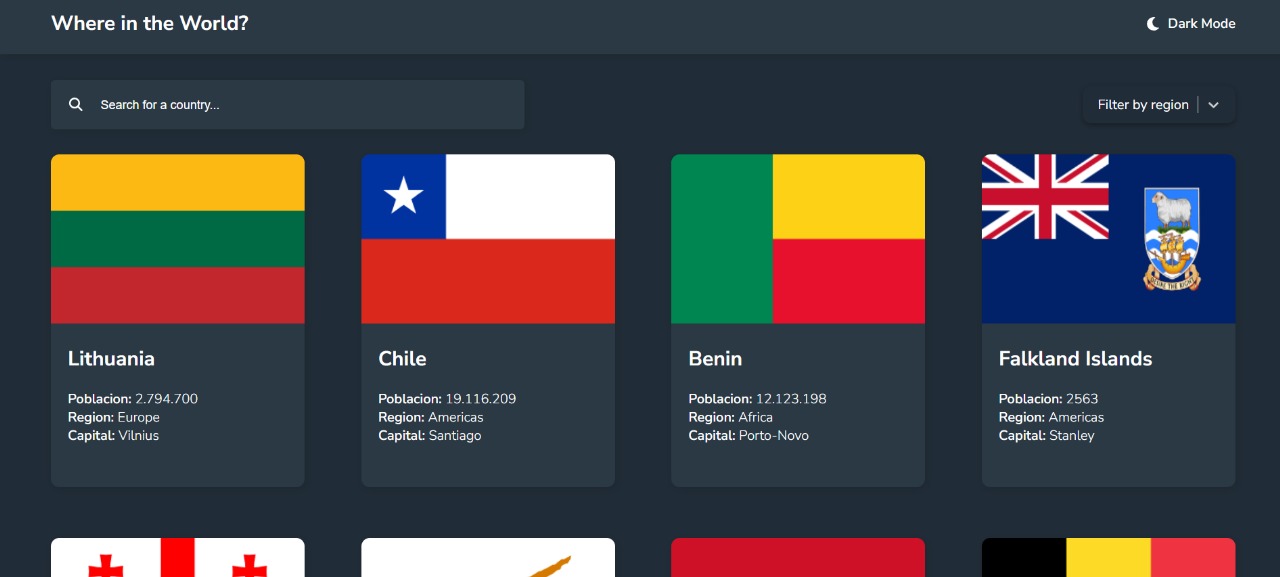 Where in the World?
Dark Mode
Search for a country...
Filter by region
Lithuania
Poblacion: 2.794.700
Region: Europe
Capital: Vilnius
Chile
Poblacion: 19.116.209
Region: Americas
Capital: Santiago
Benin
Poblacion: 12.123.198
Region: Africa
Capital: Porto-Novo
Falkland Islands
Poblacion: 2563
Region: Americas
Capital: Stanley